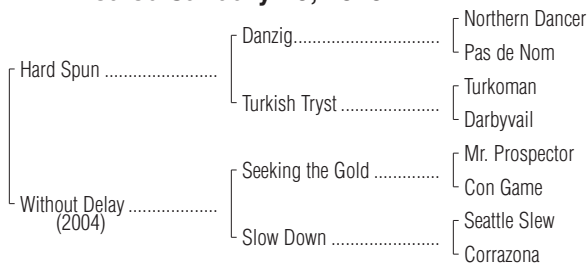 Northern Dancer
Danzig.................................
Pas de Nom
Hard Spun ..........................
Turkoman
Turkish Tryst .......................
Darbyvail
Mr. Prospector
Seeking the Gold ...............
Con Game
Without Delay .....................
(2004)
Seattle Slew
Slow Down .........................
Corrazona